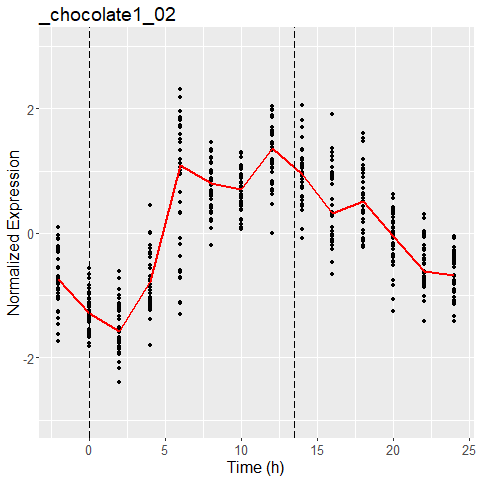 _chocolate1_02
Normalized Expression
2
0
-2
0 5 10 15 20 25
Time (h)